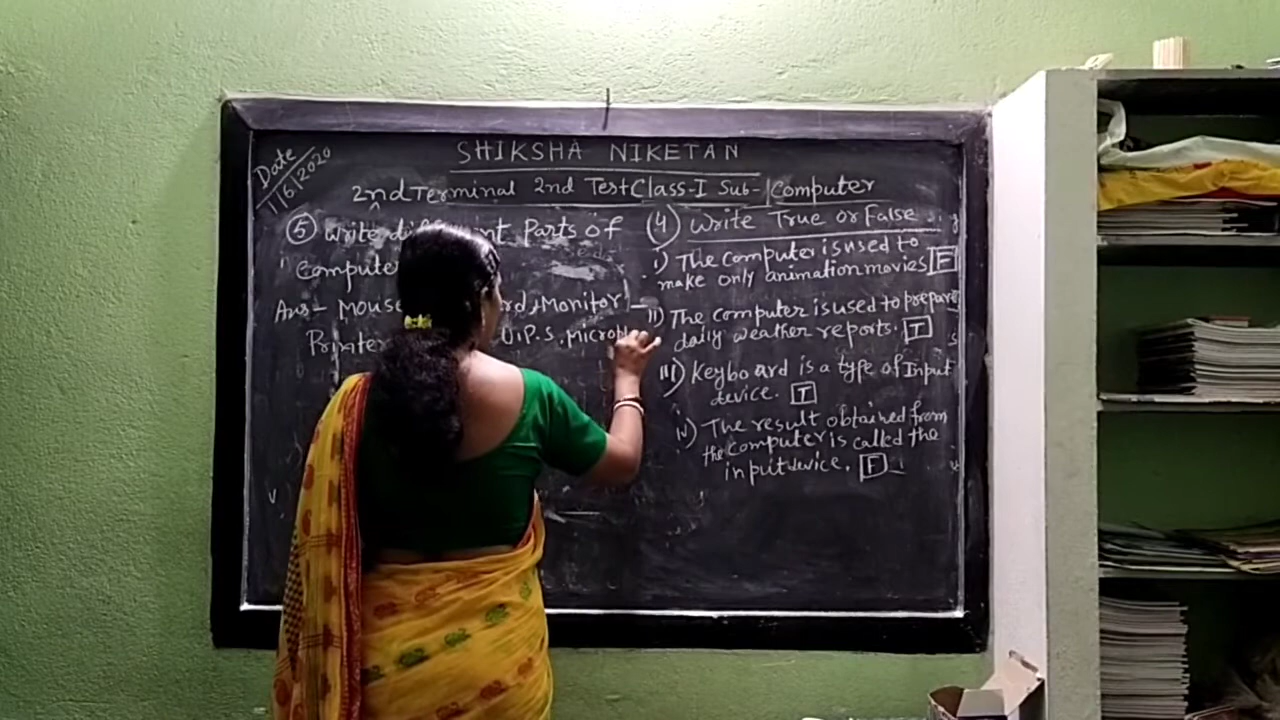 Date
1/6/2020
SHIKSHA NIKETAN
2nd Terminal 2nd Test Class-I Sub- Computer
(5) Write Parts of
Computer
Ans- Mouse Monitor -
Printer U.P.S. microph
(4) Write True or False
i) The computer is used to
make only animation movies F
ii) The computer is used to prepare
daily weather reports. T
iii) Keyboard is a type of Input
device. T
iv) The result obtained from
the computer is called the
input device. F